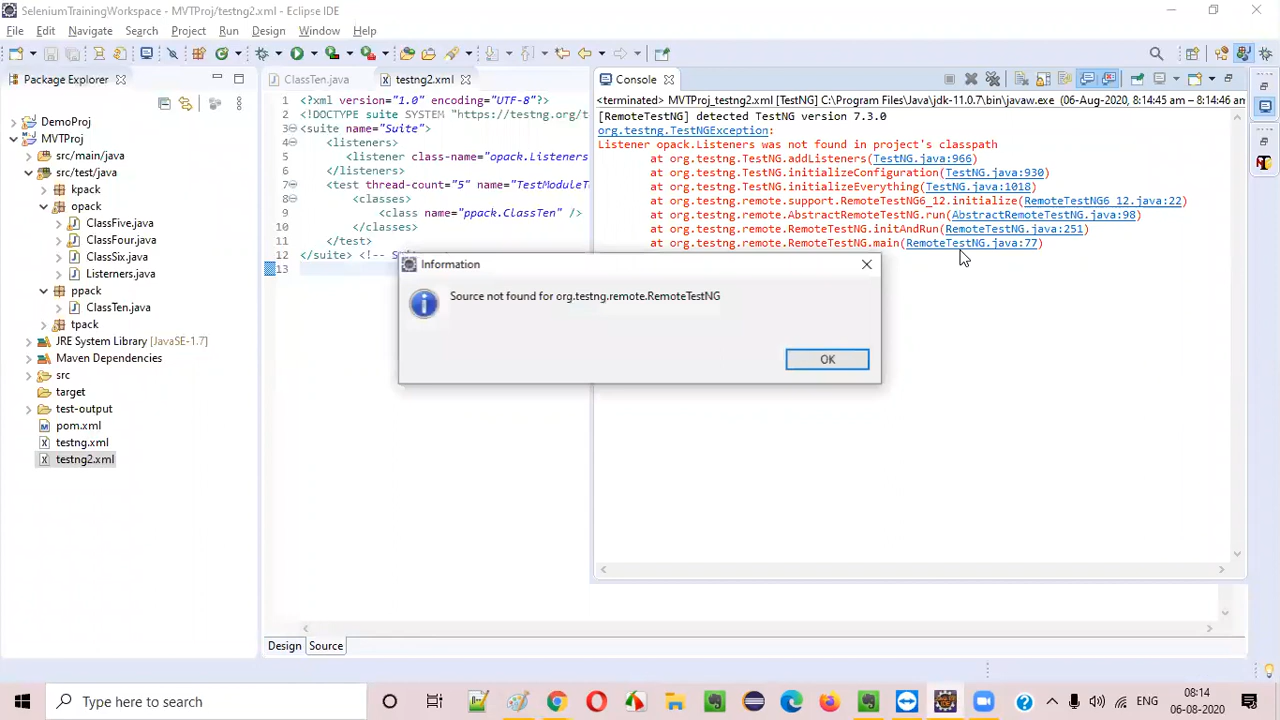 SeleniumTrainingWorkspace - MVTProj/testng2.xml - Eclipse IDE
File Edit Navigate Search Project Run Design Window Help
Package Explorer
DemoProj
MVTProj
src/main/java
src/test/java
kpack
opack
ClassFive.java
ClassFour.java
ClassSix.java
Listerners.java
ppack
ClassTen.java
tpack
JRE System Library [JavaSE-1.7]
Maven Dependencies
src
target
test-output
pom.xml
testng.xml
testng2.xml
ClassTen.java
testng2.xml
1 <?xml version="1.0" encoding="UTF-8"?>
2 <!DOCTYPE suite SYSTEM "https://testng.org/t
3 <suite name="Suite">
4 <listeners>
5 <listener class-name="opack.Listeners
6 </listeners>
7 <test thread-count="5" name="TestModuleT
8 <classes>
9 <class name="ppack.ClassTen" />
10 </classes>
11 </test>
12 </suite> <!--
13
Design Source
Console
<terminated> MVTProj_testng2.xml [TestNG] C:\Program Files\Java\jdk-11.0.7\bin\javaw.exe (06-Aug-2020, 8:14:45 am – 8:14:46 am
[RemoteTestNG] detected TestNG version 7.3.0
org.testng.TestNGException:
Listener opack.Listeners was not found in project's classpath
at org.testng.TestNG.addListeners(TestNG.java:966)
at org.testng.TestNG.initializeConfiguration(TestNG.java:930)
at org.testng.TestNG.initializeEverything(TestNG.java:1018)
at org.testng.remote.support.RemoteTestNG6_12.initialize(RemoteTestNG6_12.java:22)
at org.testng.remote.AbstractRemoteTestNG.run(AbstractRemoteTestNG.java:98)
at org.testng.remote.RemoteTestNG.initAndRun(RemoteTestNG.java:251)
at org.testng.remote.RemoteTestNG.main(RemoteTestNG.java:77)
Information
Source not found for org.testng.remote.RemoteTestNG
OK
Type here to search
ENG
08:14
06-08-2020